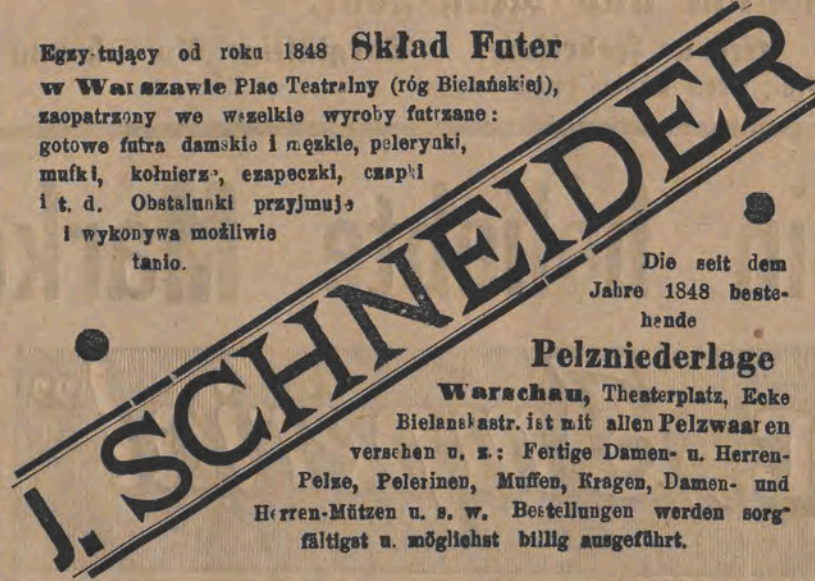 Egzy-tujący od roku 1848 Skład Futer
w Warszawie Plac Teatralny (róg Bielańskiej),
zaopatrzony we wszelkie wyroby futrzane:
gotowe futra damskie i męzkie, pelerynki,
mufki, kołnierze, czapeczki, czapki
i t. d. Obstalunki przyjmuje
i wykonywa możliwie
tanio.
J. SCHNEIDER
Die seit dem
Jahre 1848 beste-
hende
Pelzniederlage
Warschau, Theaterplatz, Ecke
Bielanskastr. ist mit allen Pelzwaaren
versehen u. z.: Fertige Damen- u. Herren-
Pelze, Pelerinen, Muffen, Kragen, Damen- und
Herren-Mützen u. s. w. Bestellungen werden sorg-
fältigst u. möglichst billig ausgeführt.